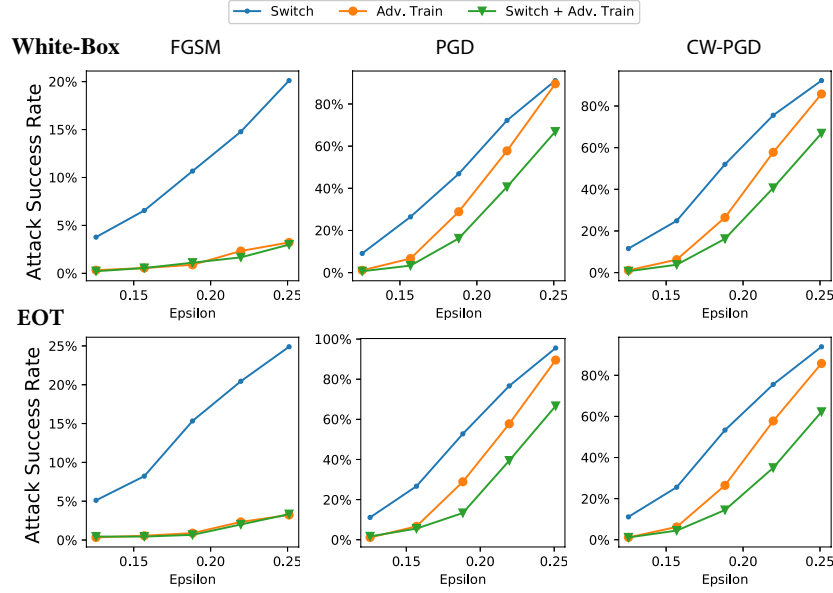 Switch Adv. Train Switch + Adv. Train
White-Box FGSM PGD CW-PGD
Attack Success Rate
20%
15%
10%
5%
0%
0.15 0.20 0.25
Epsilon
80%
60%
40%
20%
0%
0.15 0.20 0.25
Epsilon
80%
60%
40%
20%
0%
0.15 0.20 0.25
Epsilon
EOT
Attack Success Rate
25%
20%
15%
10%
5%
0%
0.15 0.20 0.25
Epsilon
100%
80%
60%
40%
20%
0%
0.15 0.20 0.25
Epsilon
80%
60%
40%
20%
0%
0.15 0.20 0.25
Epsilon